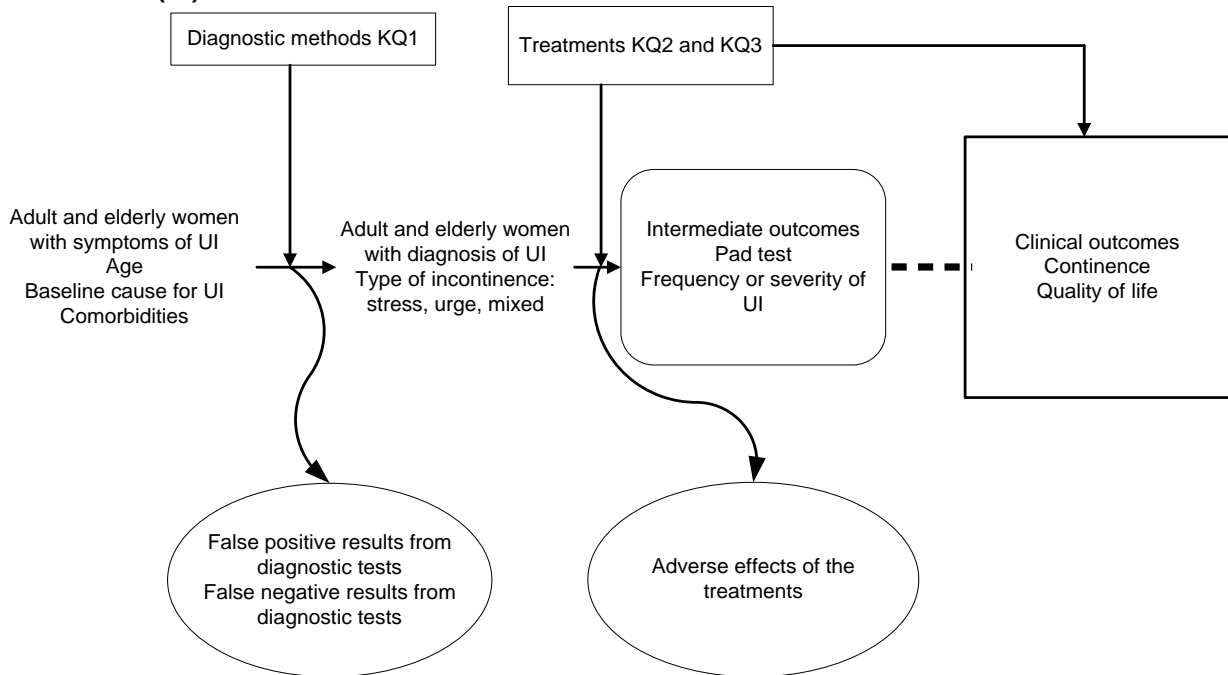 Diagnostic methods KQ1
Treatments KQ2 and KQ3
Adult and elderly women
with symptoms of UI
Age
Baseline cause for UI
Comorbidities
Adult and elderly women
with diagnosis of UI
Type of incontinence:
stress, urge, mixed
Intermediate outcomes
Pad test
Frequency or severity of
UI
Clinical outcomes
Continence
Quality of life
False positive results from
diagnostic tests
False negative results from
diagnostic tests
Adverse effects of the
treatments